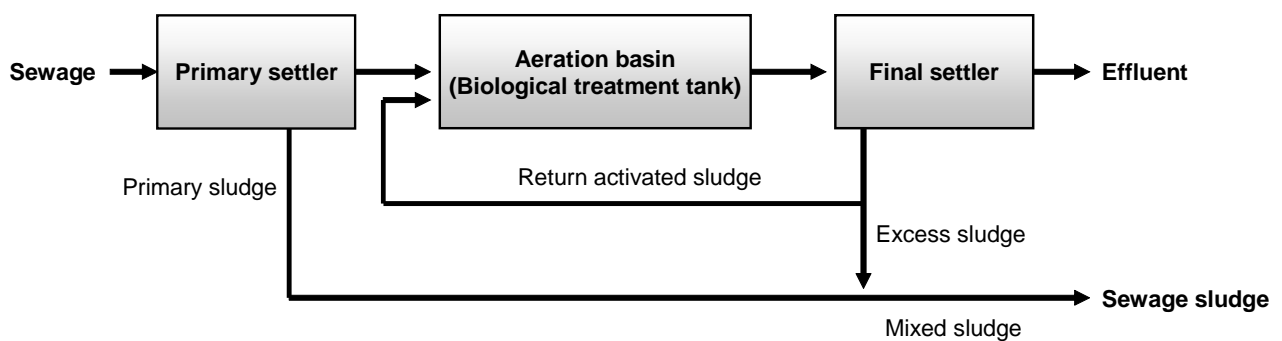 Sewage
Primary settler
Aeration basin
(Biological treatment tank)
Final settler
Effluent
Primary sludge
Return activated sludge
Excess sludge
Sewage sludge
Mixed sludge